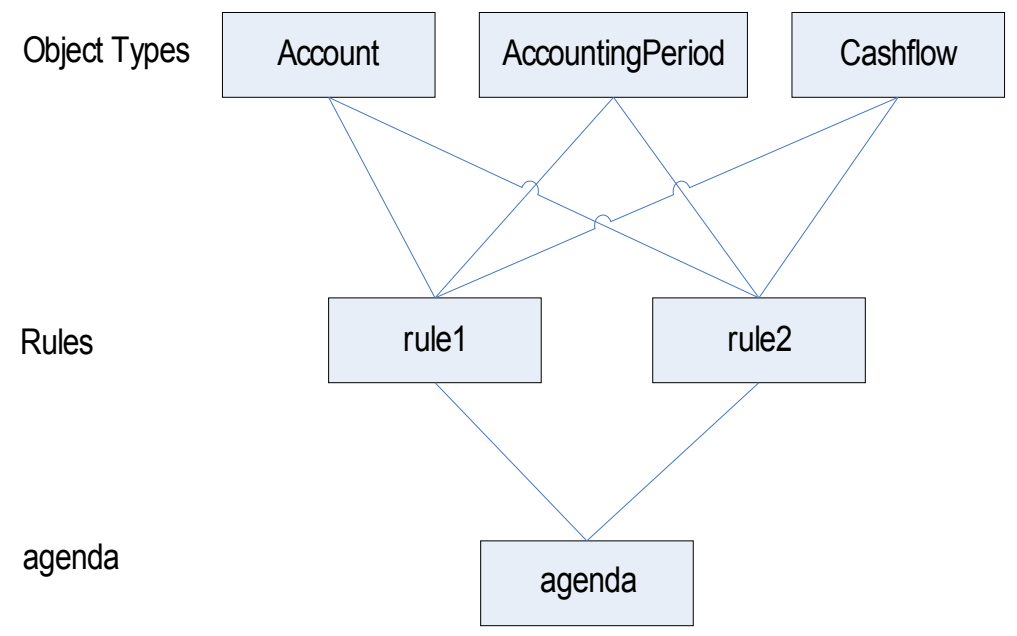 Object Types
Account
AccountingPeriod
Cashflow
Rules
rule1
rule2
agenda
agenda